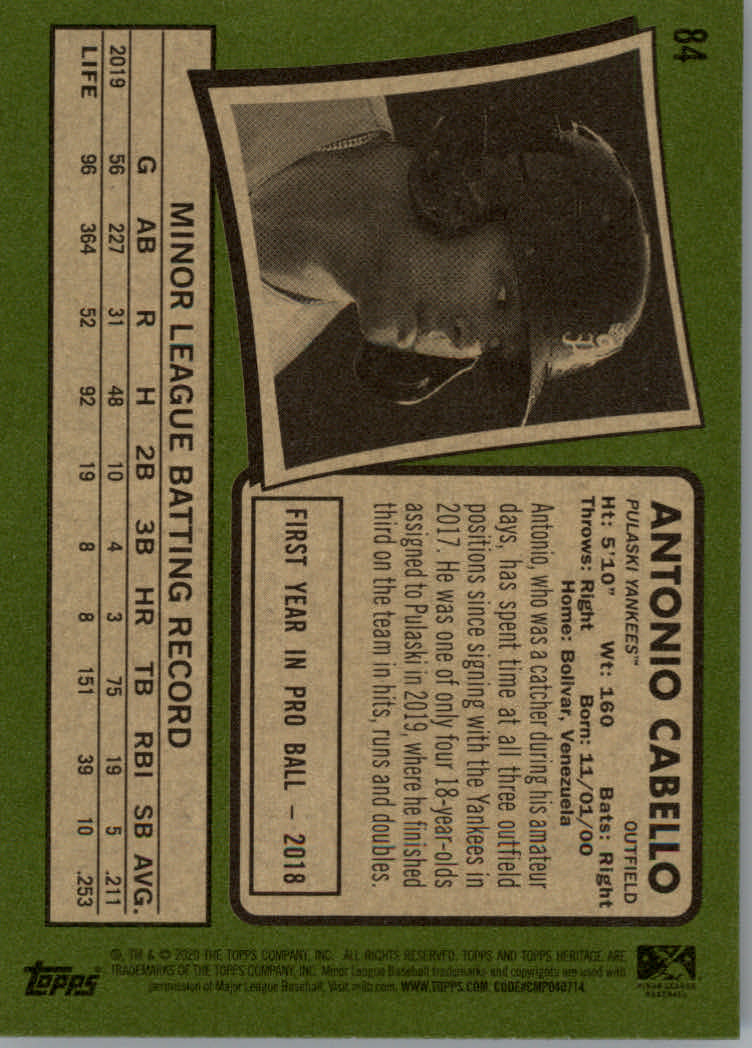 84
ANTONIO CABELLO
PULASKI YANKEES™ OUTFIELD
Ht: 5'10" Wt: 160 Bats: Right
Throws: Right Born: 11/01/00
Home: Bolivar, Venezuela
Antonio, who was a catcher during his amateur
days, has spent time at all three outfield
positions since signing with the Yankees in
2017. He was one of only four 18-year-olds
assigned to Pulaski in 2019, where he finished
third on the team in hits, runs and doubles.
FIRST YEAR IN PRO BALL – 2018
MINOR LEAGUE BATTING RECORD
G AB R H 2B 3B HR TB RBI SB AVG.
2019 56 227 31 48 10 4 3 75 19 5 .211
LIFE 96 364 52 92 19 8 8 151 39 10 .253
MINOR LEAGUE
BASEBALL
®, TM & © 2020 THE TOPPS COMPANY, INC. ALL RIGHTS RESERVED. TOPPS AND TOPPS HERITAGE ARE
TRADEMARKS OF THE TOPPS COMPANY, INC. Minor League Baseball trademarks and copyrights are used with
permission of Major League Baseball. Visit milb.com. WWW.TOPPS.COM CODE#CMP040714
topps